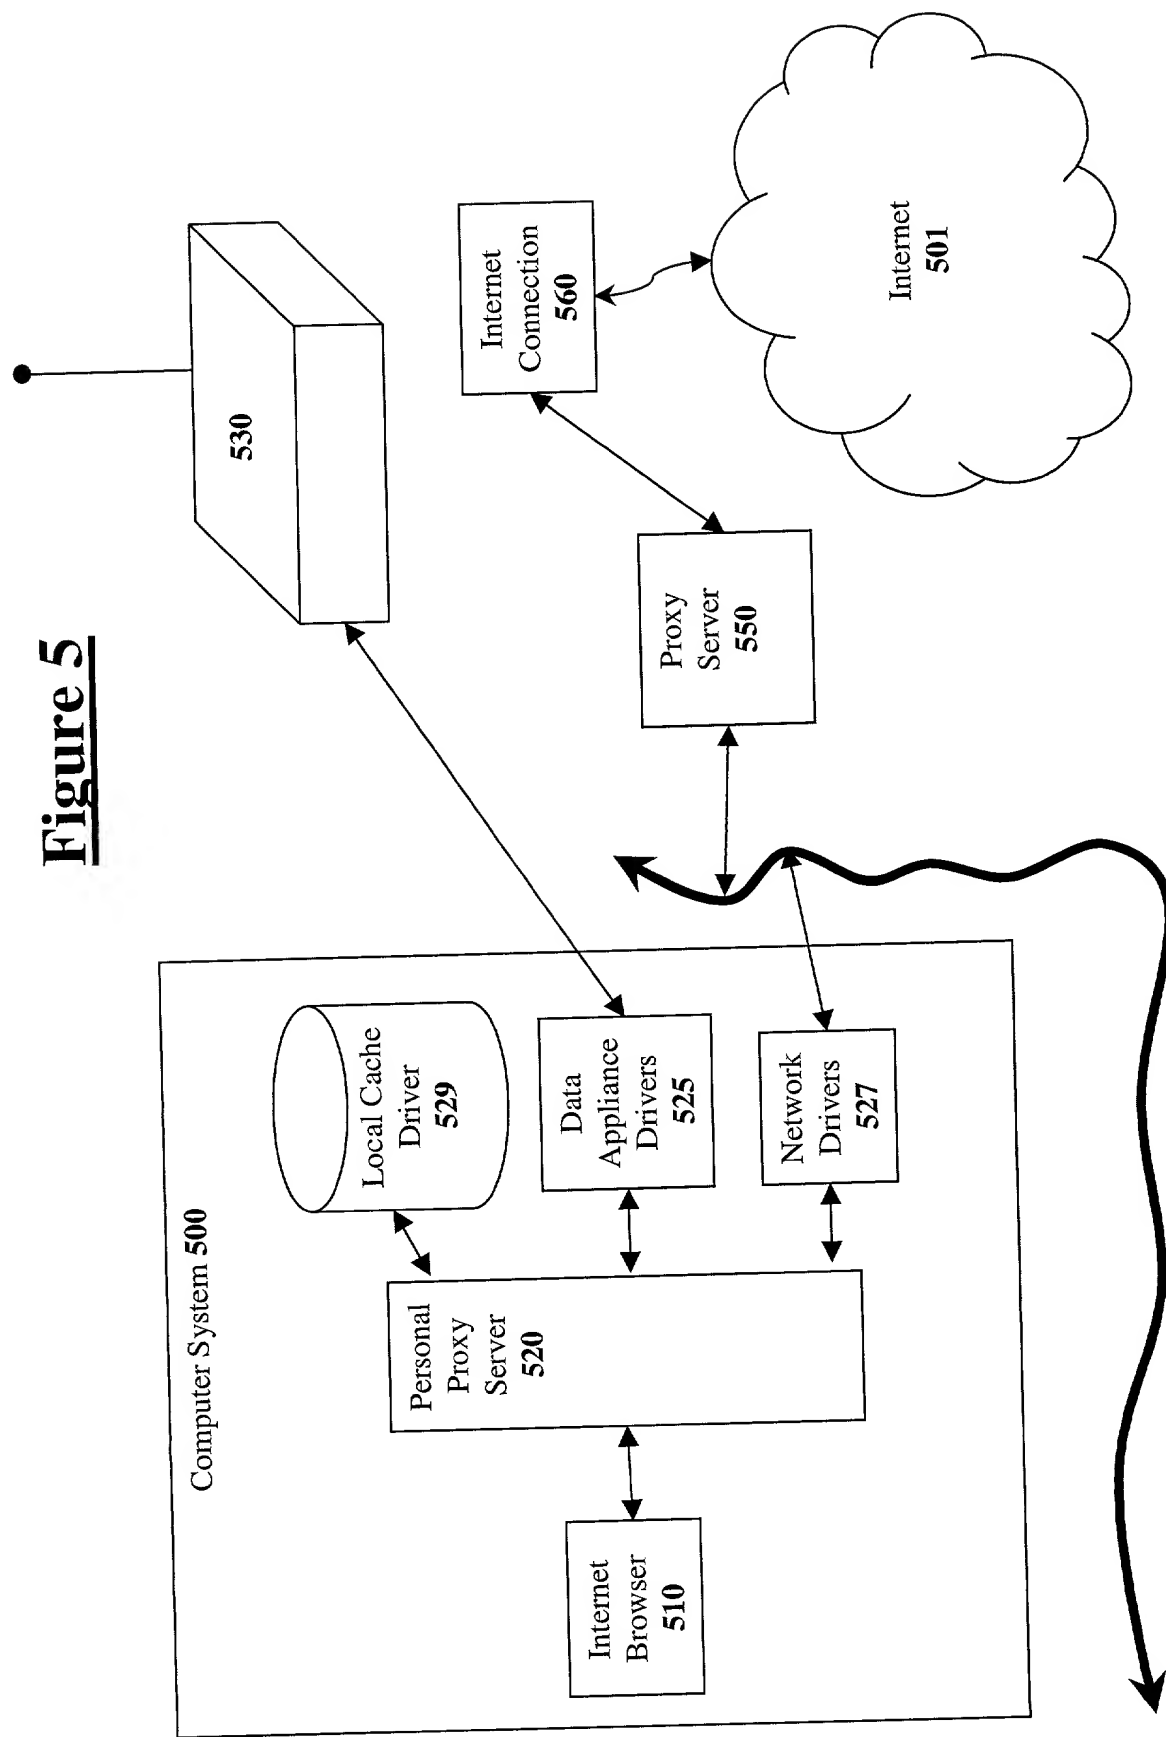 Figure 5
Computer System 500
Internet
Browser
510
Personal
Proxy
Server
520
Local Cache
Driver
529
Data
Appliance
Drivers
525
Network
Drivers
527
530
Proxy
Server
550
Internet
Connection
560
Internet
501